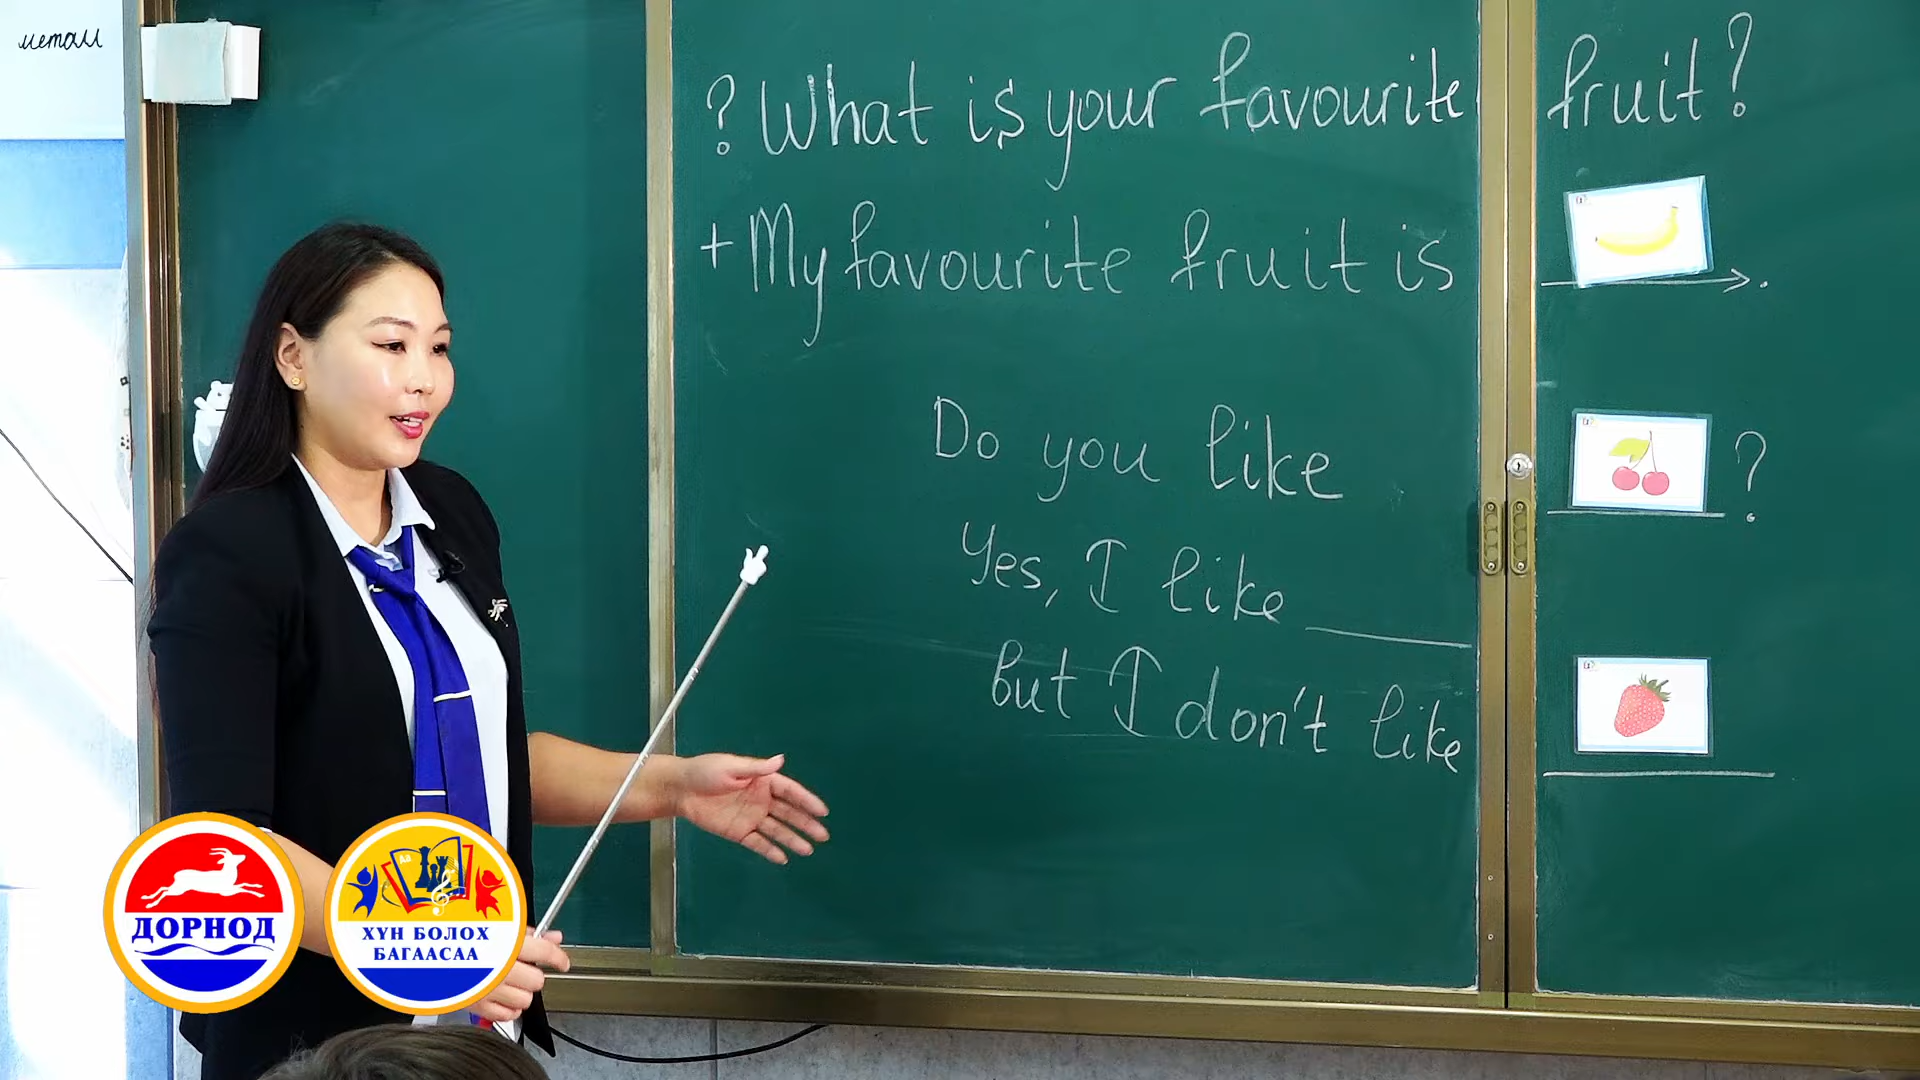 метал
? What is your favourite fruit?
+ My favourite fruit is .
Do you like ?
Yes, I like
but I don't like
ДОРНОД
ХҮН БОЛОХ
БАГААСАА